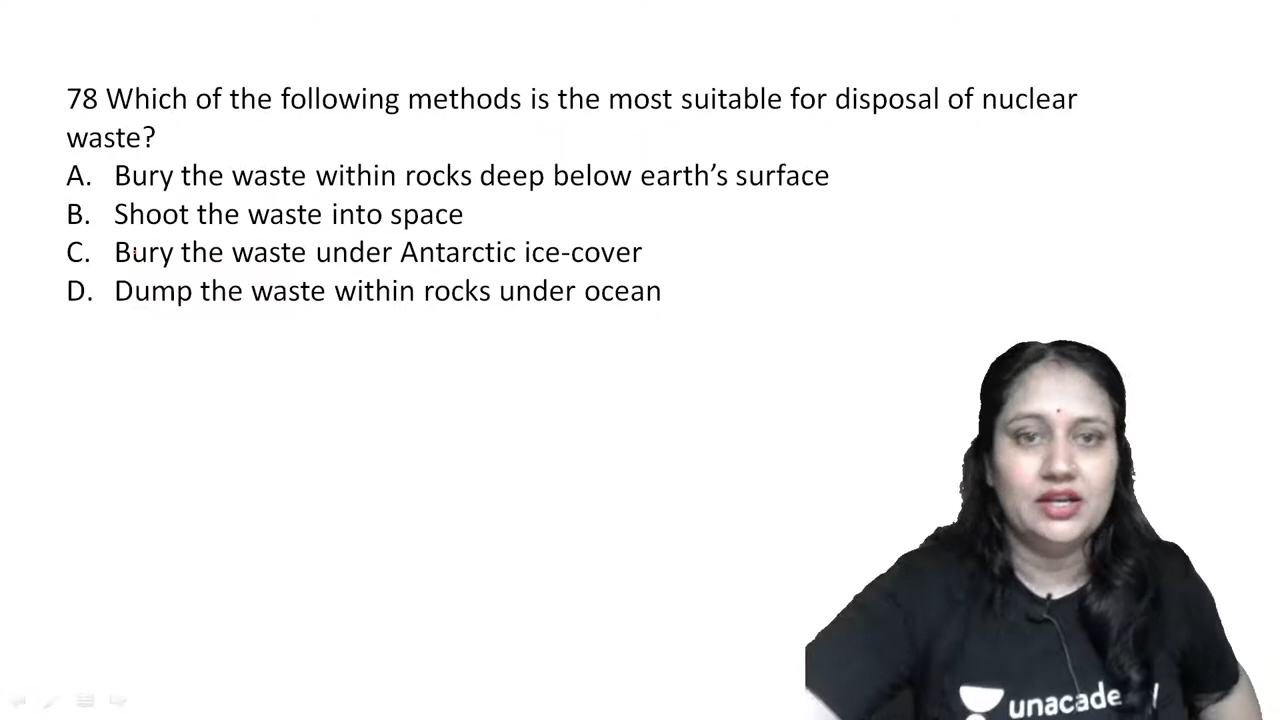 78 Which of the following methods is the most suitable for disposal of nuclear
waste?
A. Bury the waste within rocks deep below earth’s surface
B. Shoot the waste into space
C. Bury the waste under Antarctic ice-cover
D. Dump the waste within rocks under ocean